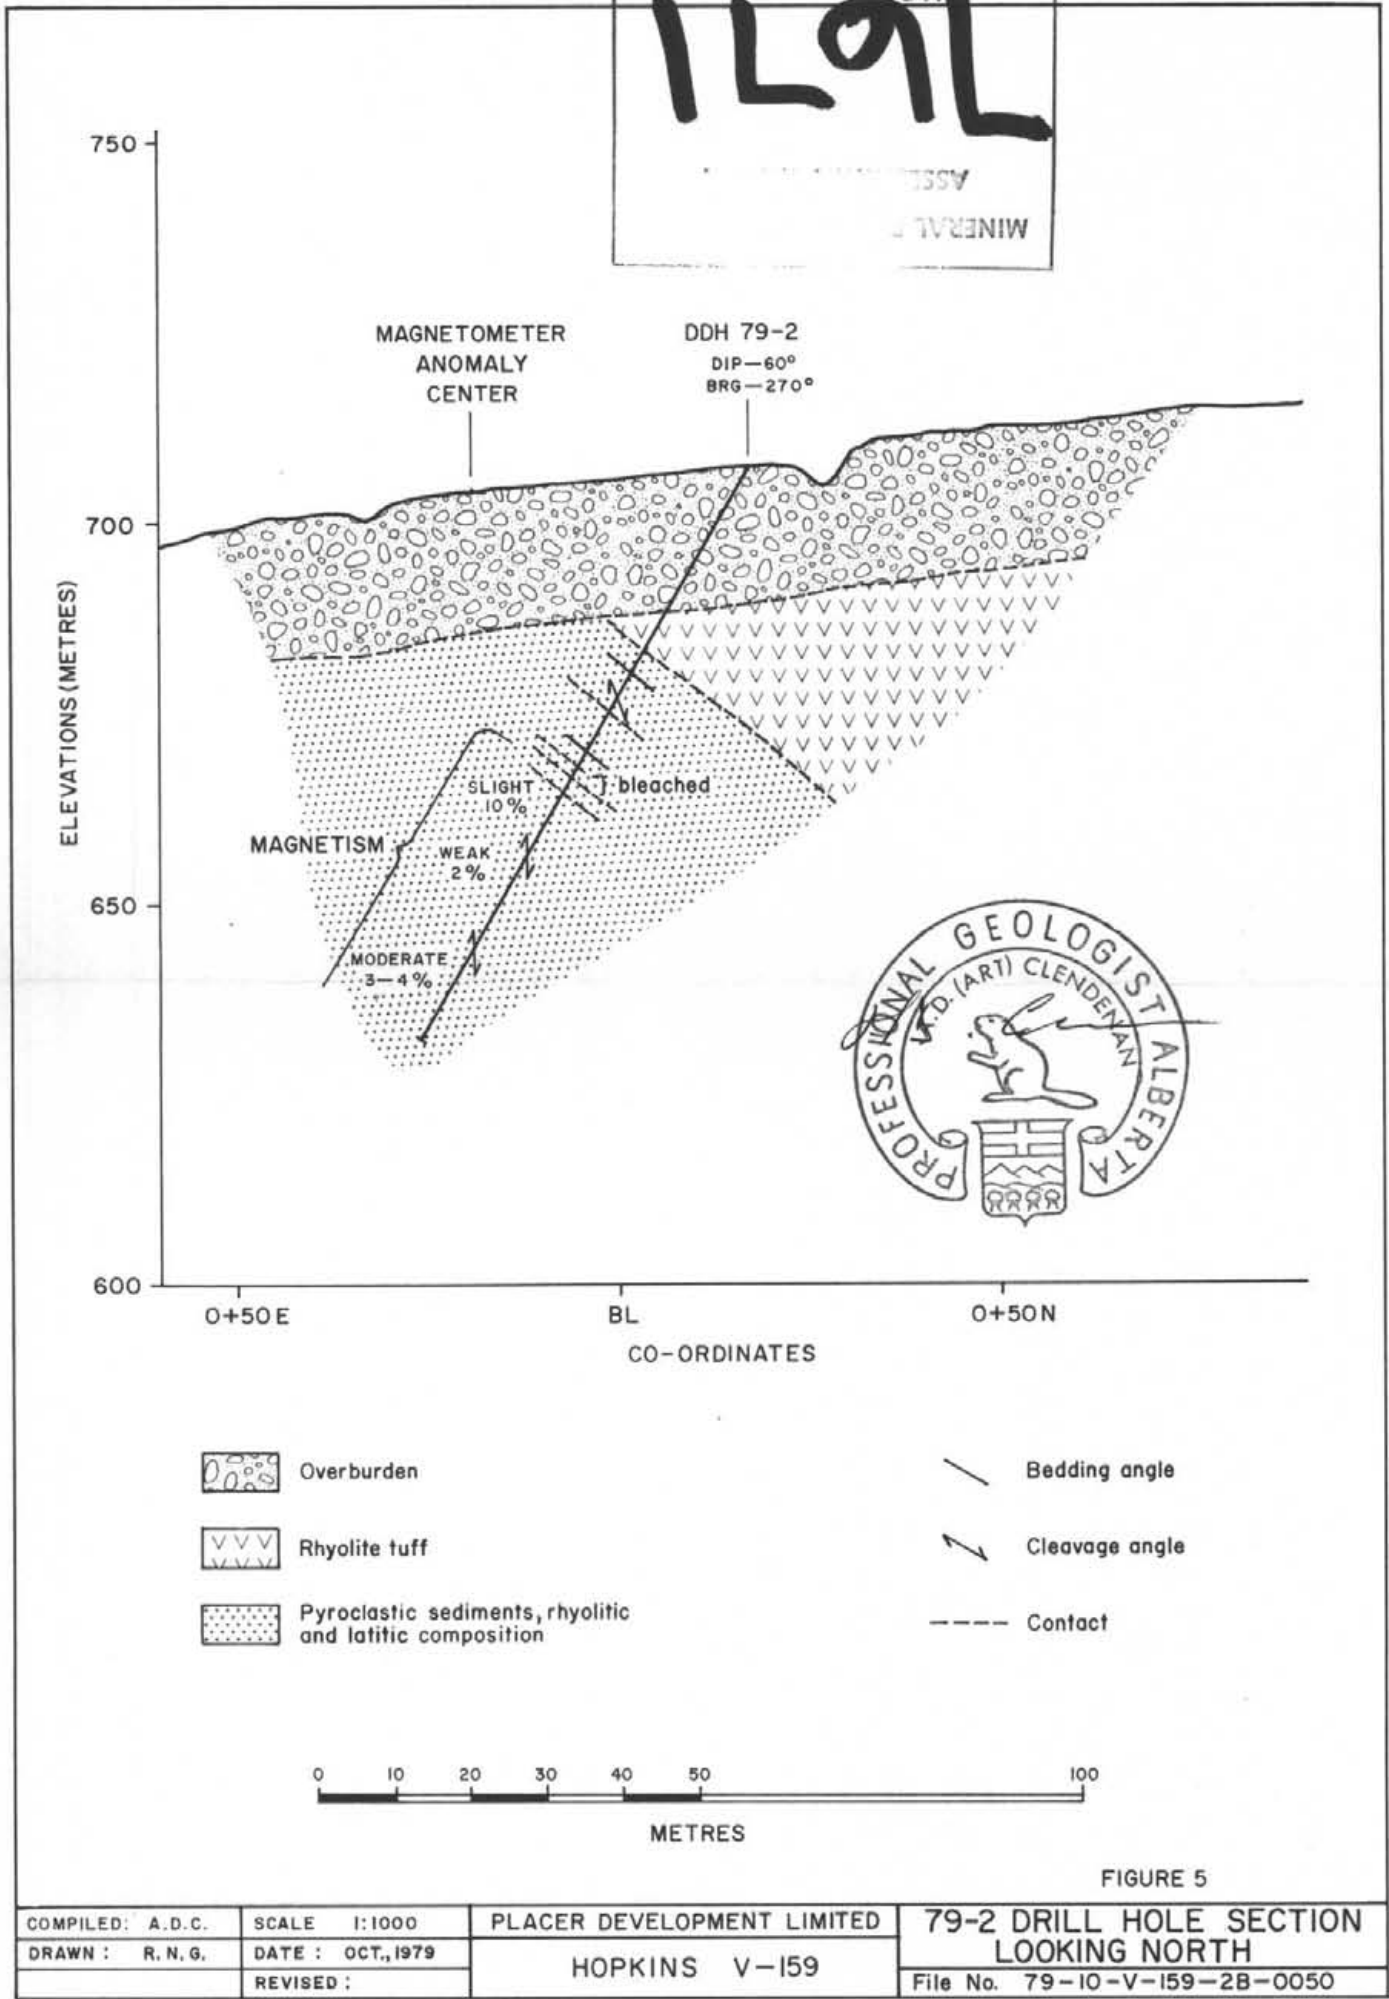 750
700
650
600
ELEVATIONS (METRES)
MINERAL
7671
MAGNETOMETER
ANOMALY
CENTER
DDH 79-2
DIP—60°
BRG—270°
SLIGHT
10%
bleached
MAGNETISM
WEAK
2%
MODERATE
3-4%
PROFESSIONAL GEOLOGIST ALBERTA
A.D. (ART) CLENDENAN
0+50E
BL
0+50N
CO-ORDINATES
Overburden
Rhyolite tuff
Pyroclastic sediments, rhyolitic
and latitic composition
Bedding angle
Cleavage angle
Contact
0 10 20 30 40 50 100
METRES
FIGURE 5
COMPILED: A.D.C.
DRAWN : R.N.G.
SCALE 1:1000
DATE : OCT., 1979
REVISED :
PLACER DEVELOPMENT LIMITED
HOPKINS V-159
79-2 DRILL HOLE SECTION
LOOKING NORTH
File No. 79-10-V-159-2B-0050